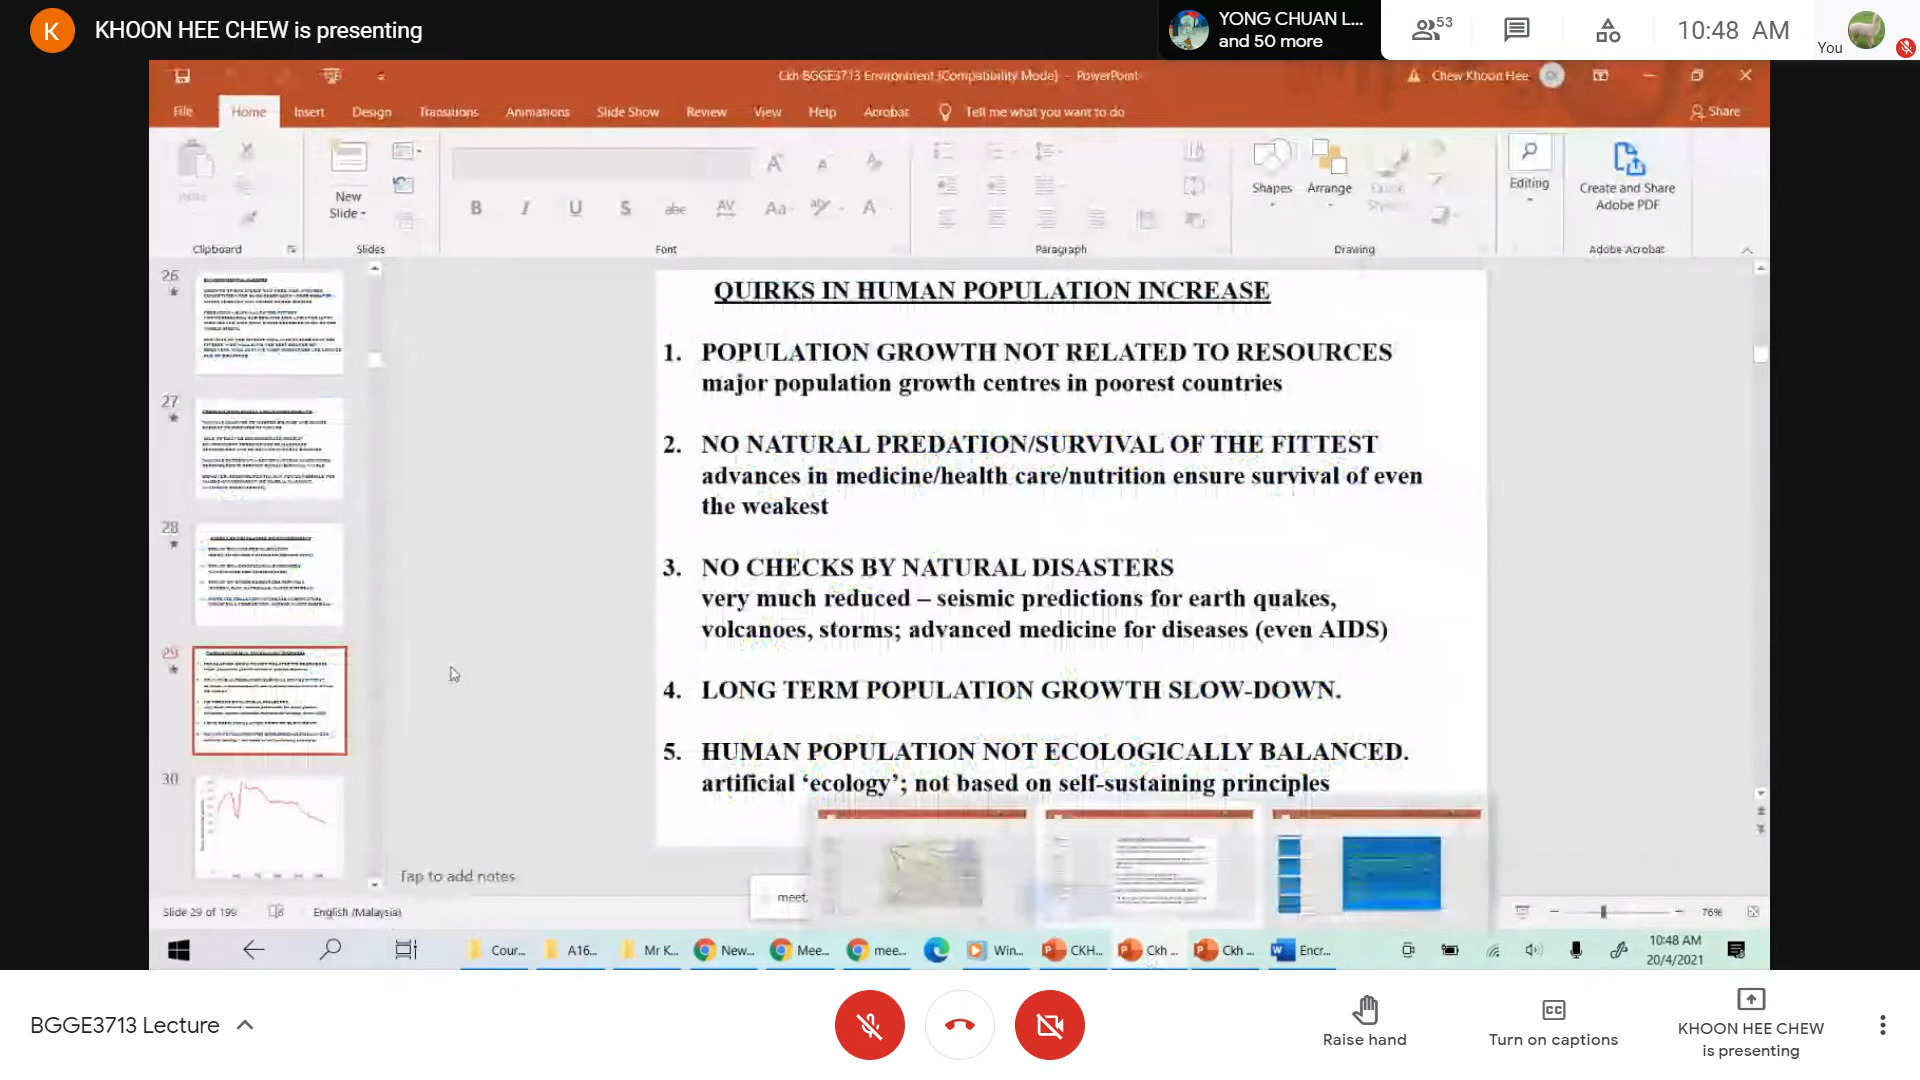 K
KHOON HEE CHEW is presenting
YONG CHUAN L...
and 50 more
53
10:48 AM
You
Ckh BGGE3713 Environment [Compatibility Mode] - PowerPoint
Chew Khoon Hee
File Home Insert Design Transitions Animations Slide Show Review View Help Acrobat Tell me what you want to do
Share
New
Slide
B I U S abc AV Aa A
Shapes
Arrange
Editing
Create and Share
Adobe PDF
Clipboard
Slides
Font
Paragraph
Drawing
Adobe Acrobat
26
27
28
29
30
QUIRKS IN HUMAN POPULATION INCREASE
1. POPULATION GROWTH NOT RELATED TO RESOURCES
major population growth centres in poorest countries
2. NO NATURAL PREDATION/SURVIVAL OF THE FITTEST
advances in medicine/health care/nutrition ensure survival of even
the weakest
3. NO CHECKS BY NATURAL DISASTERS
very much reduced – seismic predictions for earth quakes,
volcanoes, storms; advanced medicine for diseases (even AIDS)
4. LONG TERM POPULATION GROWTH SLOW-DOWN.
5. HUMAN POPULATION NOT ECOLOGICALLY BALANCED.
artificial ‘ecology’; not based on self-sustaining principles
Tap to add notes
meet.
Slide 29 of 199
English (Malaysia)
76%
Cour...
A16...
Mr K...
New...
Mee...
mee...
Win...
CKH...
Ckh ...
Ckh ...
Encr...
10:48 AM
20/4/2021
BGGE3713 Lecture
Raise hand
CC
Turn on captions
KHOON HEE CHEW
is presenting